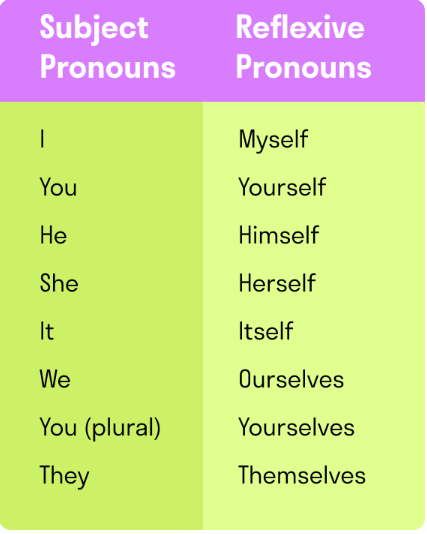 Subject Pronouns Reflexive Pronouns
I Myself
You Yourself
He Himself
She Herself
It Itself
We Ourselves
You (plural) Yourselves
They Themselves